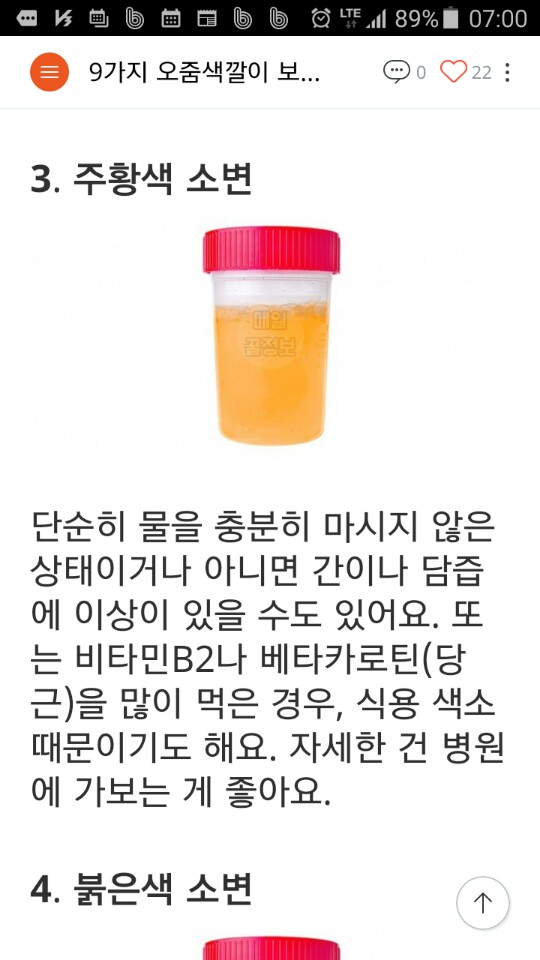 LTE 89% 07:00
9가지 오줌색깔이 보... 0 22
3. 주황색 소변
매일
꿀정보
단순히 물을 충분히 마시지 않은
상태이거나 아니면 간이나 담즙
에 이상이 있을 수도 있어요. 또
는 비타민B2나 베타카로틴(당
근)을 많이 먹은 경우, 식용 색소
때문이기도 해요. 자세한 건 병원
에 가보는 게 좋아요.
4. 붉은색 소변